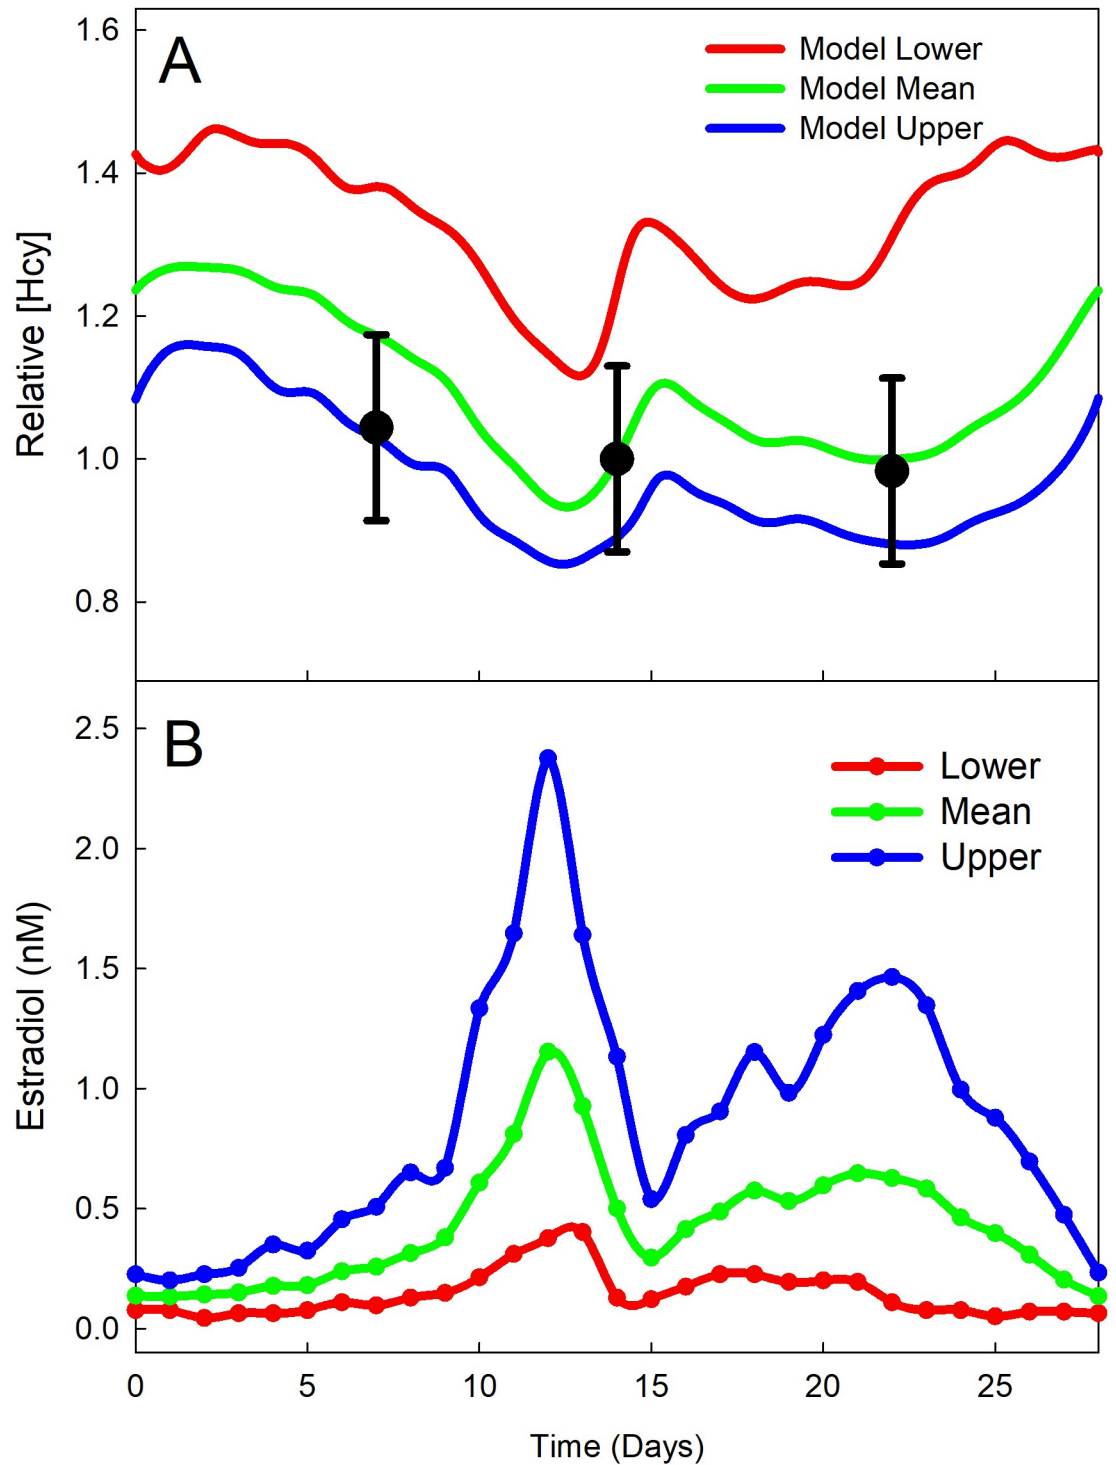 A
Model Lower
Model Mean
Model Upper
Relative [Hcy]
1.6
1.4
1.2
1.0
0.8
B
Lower
Mean
Upper
Estradiol (nM)
2.5
2.0
1.5
1.0
0.5
0.0
0 5 10 15 20 25
Time (Days)